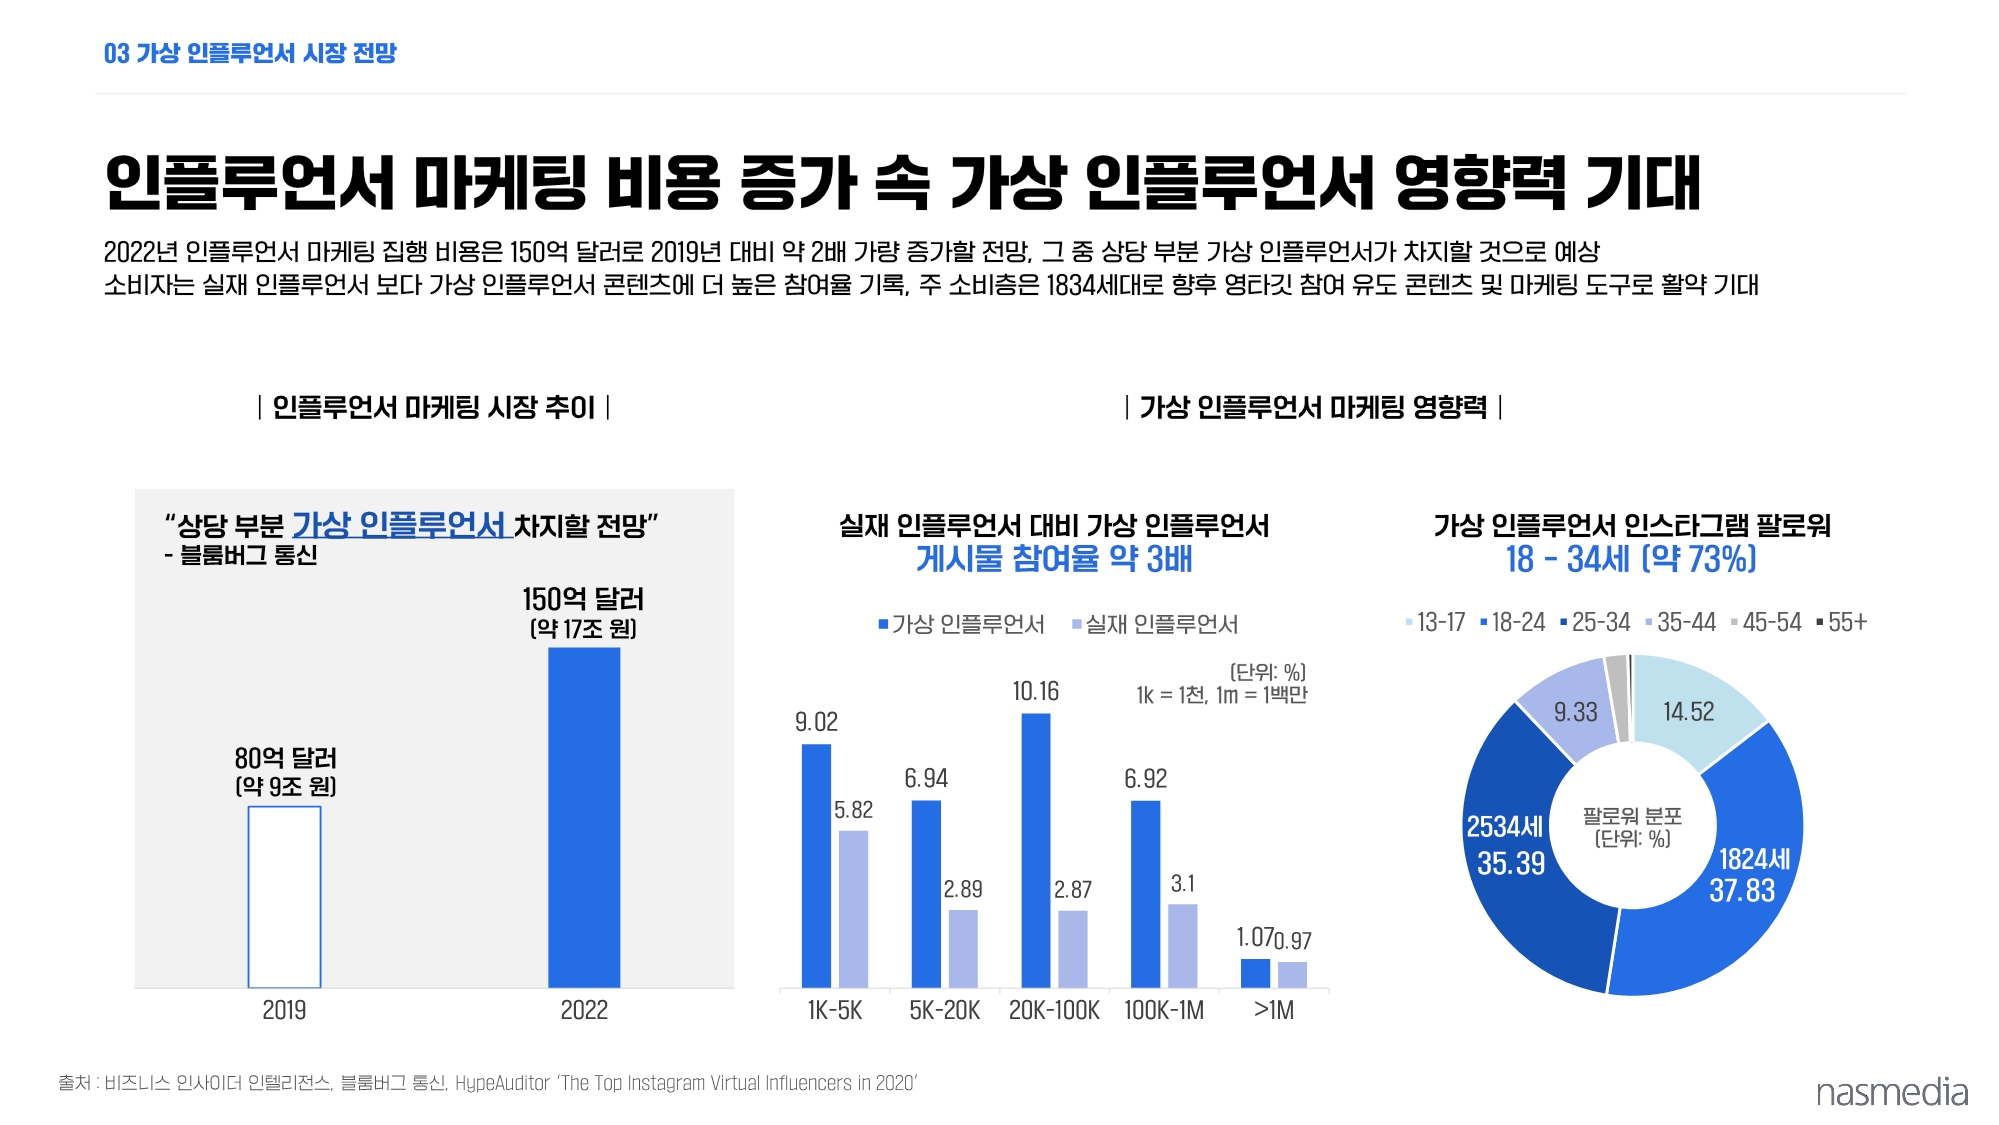 03 가상 인플루언서 시장 전망
인플루언서 마케팅 비용 증가 속 가상 인플루언서 영향력 기대
2022년 인플루언서 마케팅 집행 비용은 150억 달러로 2019년 대비 약 2배 가량 증가할 전망, 그 중 상당 부분 가상 인플루언서가 차지할 것으로 예상
소비자는 실재 인플루언서 보다 가상 인플루언서 콘텐츠에 더 높은 참여율 기록, 주 소비층은 1834세대로 향후 영타깃 참여 유도 콘텐츠 및 마케팅 도구로 활약 기대
| 인플루언서 마케팅 시장 추이 |
“상당 부분 가상 인플루언서 차지할 전망”
- 블룸버그 통신
150억 달러
(약 17조 원)
80억 달러
(약 9조 원)
2019 2022
| 가상 인플루언서 마케팅 영향력 |
실재 인플루언서 대비 가상 인플루언서
게시물 참여율 약 3배
가상 인플루언서 실재 인플루언서
(단위: %)
1k = 1천, 1m = 1백만
9.02 5.82 6.94 2.89 10.16 2.87 6.92 3.1 1.07 0.97
1K-5K 5K-20K 20K-100K 100K-1M >1M
가상 인플루언서 인스타그램 팔로워
18 - 34세 (약 73%)
13-17 18-24 25-34 35-44 45-54 55+
9.33 14.52
팔로워 분포
(단위: %)
2534세
35.39
1824세
37.83
출처 : 비즈니스 인사이더 인텔리전스, 블룸버그 통신, HypeAuditor ‘The Top Instagram Virtual Influencers in 2020’
nasmedia